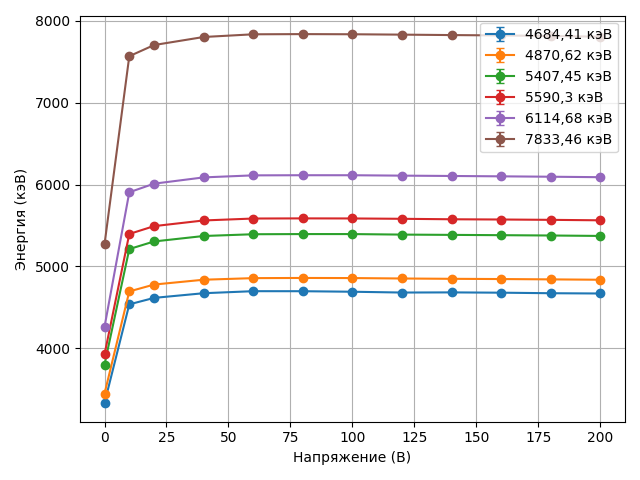 8000
7000
6000
5000
4000
Энергия (кэВ)
4684,41 кэВ
4870,62 кэВ
5407,45 кэВ
5590,3 кэВ
6114,68 кэВ
7833,46 кэВ
0 25 50 75 100 125 150 175 200
Напряжение (В)